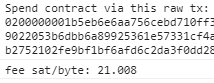 Spend contract via this raw tx:
0200000001b5eb6e6aa756cebd710ff3
9022053b6dbb6a89925361e57331cf4a
b2752102fe9bf1bf6afd6c2da3f0dd28
fee sat/byte: 21.008